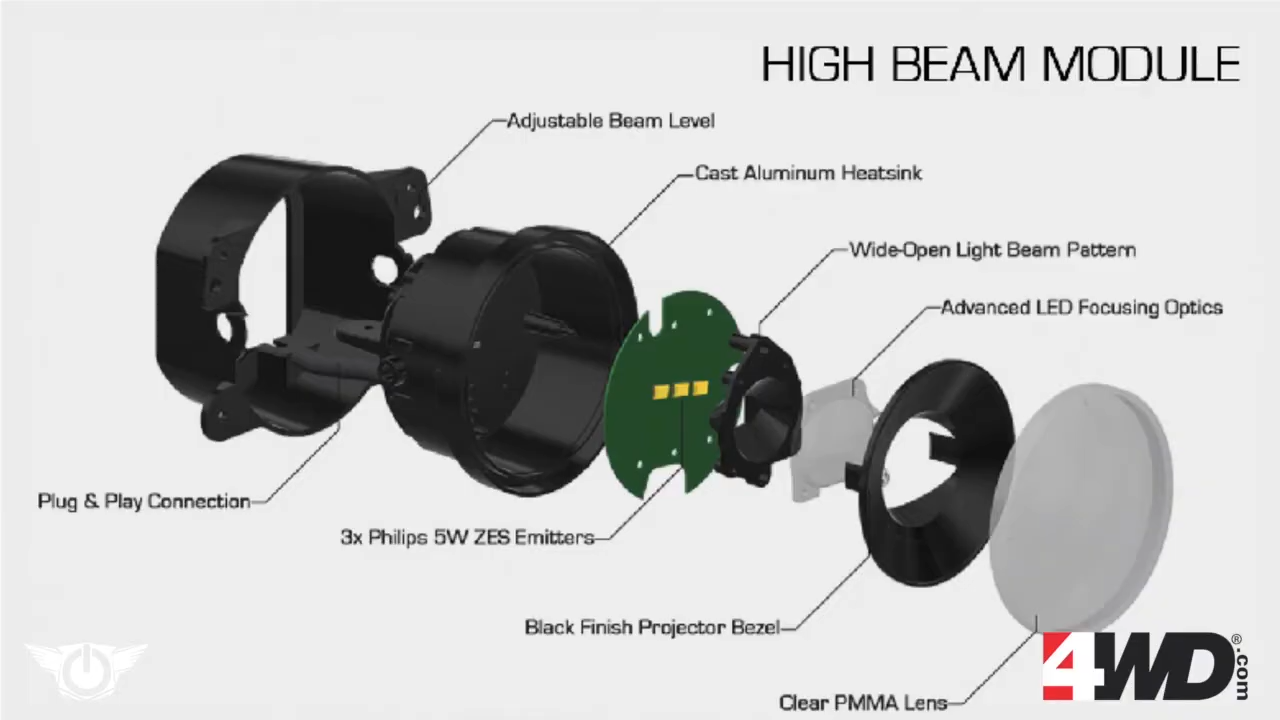 HIGH BEAM MODULE
Adjustable Beam Level
Cast Aluminum Heatsink
Wide-Open Light Beam Pattern
Advanced LED Focusing Optics
Plug & Play Connection
3x Philips 5W ZES Emitters
Black Finish Projector Bezel
Clear PMMA Lens
4WD®.com